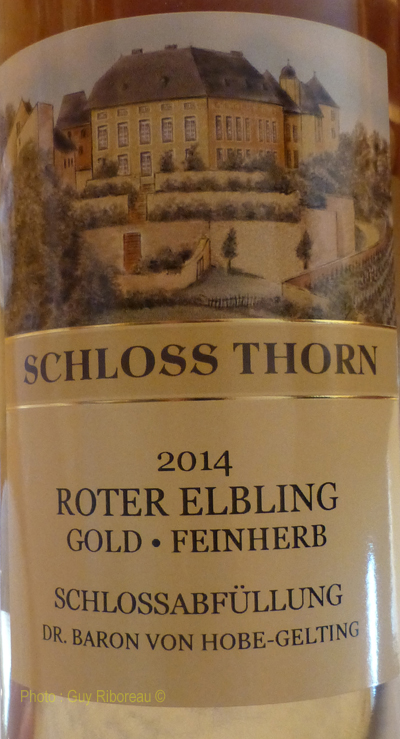 SCHLOSS THORN
2014
ROTER ELBLING
GOLD • FEINHERB
SCHLOSSABFÜLLUNG
DR. BARON VON HOBE-GELTING
Photo : Guy Riboreau ©